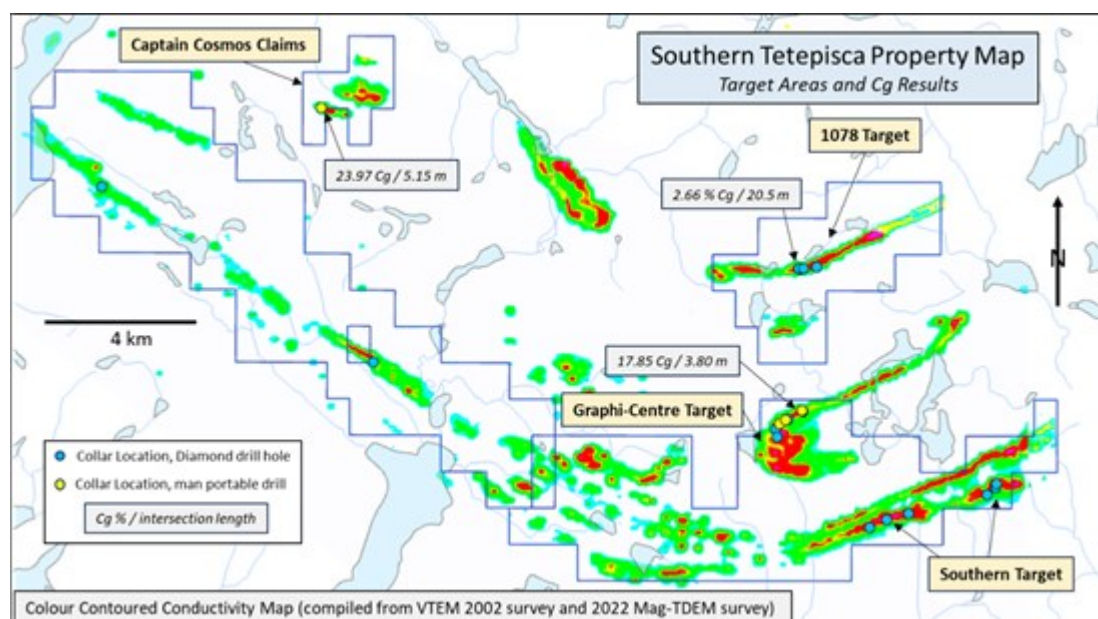 Captain Cosmos Claims
Southern Tetepisca Property Map
Target Areas and Cg Results
1078 Target
23.97 Cg / 5.15 m
2.66 % Cg / 20.5 m
N
4 km
17.85 Cg / 3.80 m
Graphi-Centre Target
Collar Location, Diamond drill hole
Collar Location, man portable drill
Cg % / intersection length
Southern Target
Colour Contoured Conductivity Map (compiled from VTEM 2002 survey and 2022 Mag-TDEM survey)